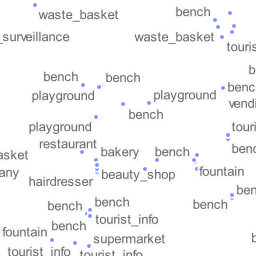 waste_basket
bench
_surveillance
waste_basket
touris
bench
bench
b
playground
playground
benc
vendi
bench
playground
touri
restaurant
bakery
bench
benc
asket
any
beauty_shop
fountain
hairdresser
ben
bench
bench
bench
tourist_info
bench
fountain
supermarket
b
tourist_info
tourist_info